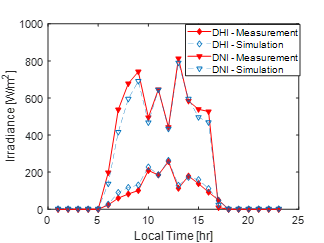 1000
800
600
400
200
0
0
5
10
15
20
25
Irradiance [W/m²]
Local Time [hr]
DHI - Measurement
DHI - Simulation
DNI - Measurement
DNI - Simulation